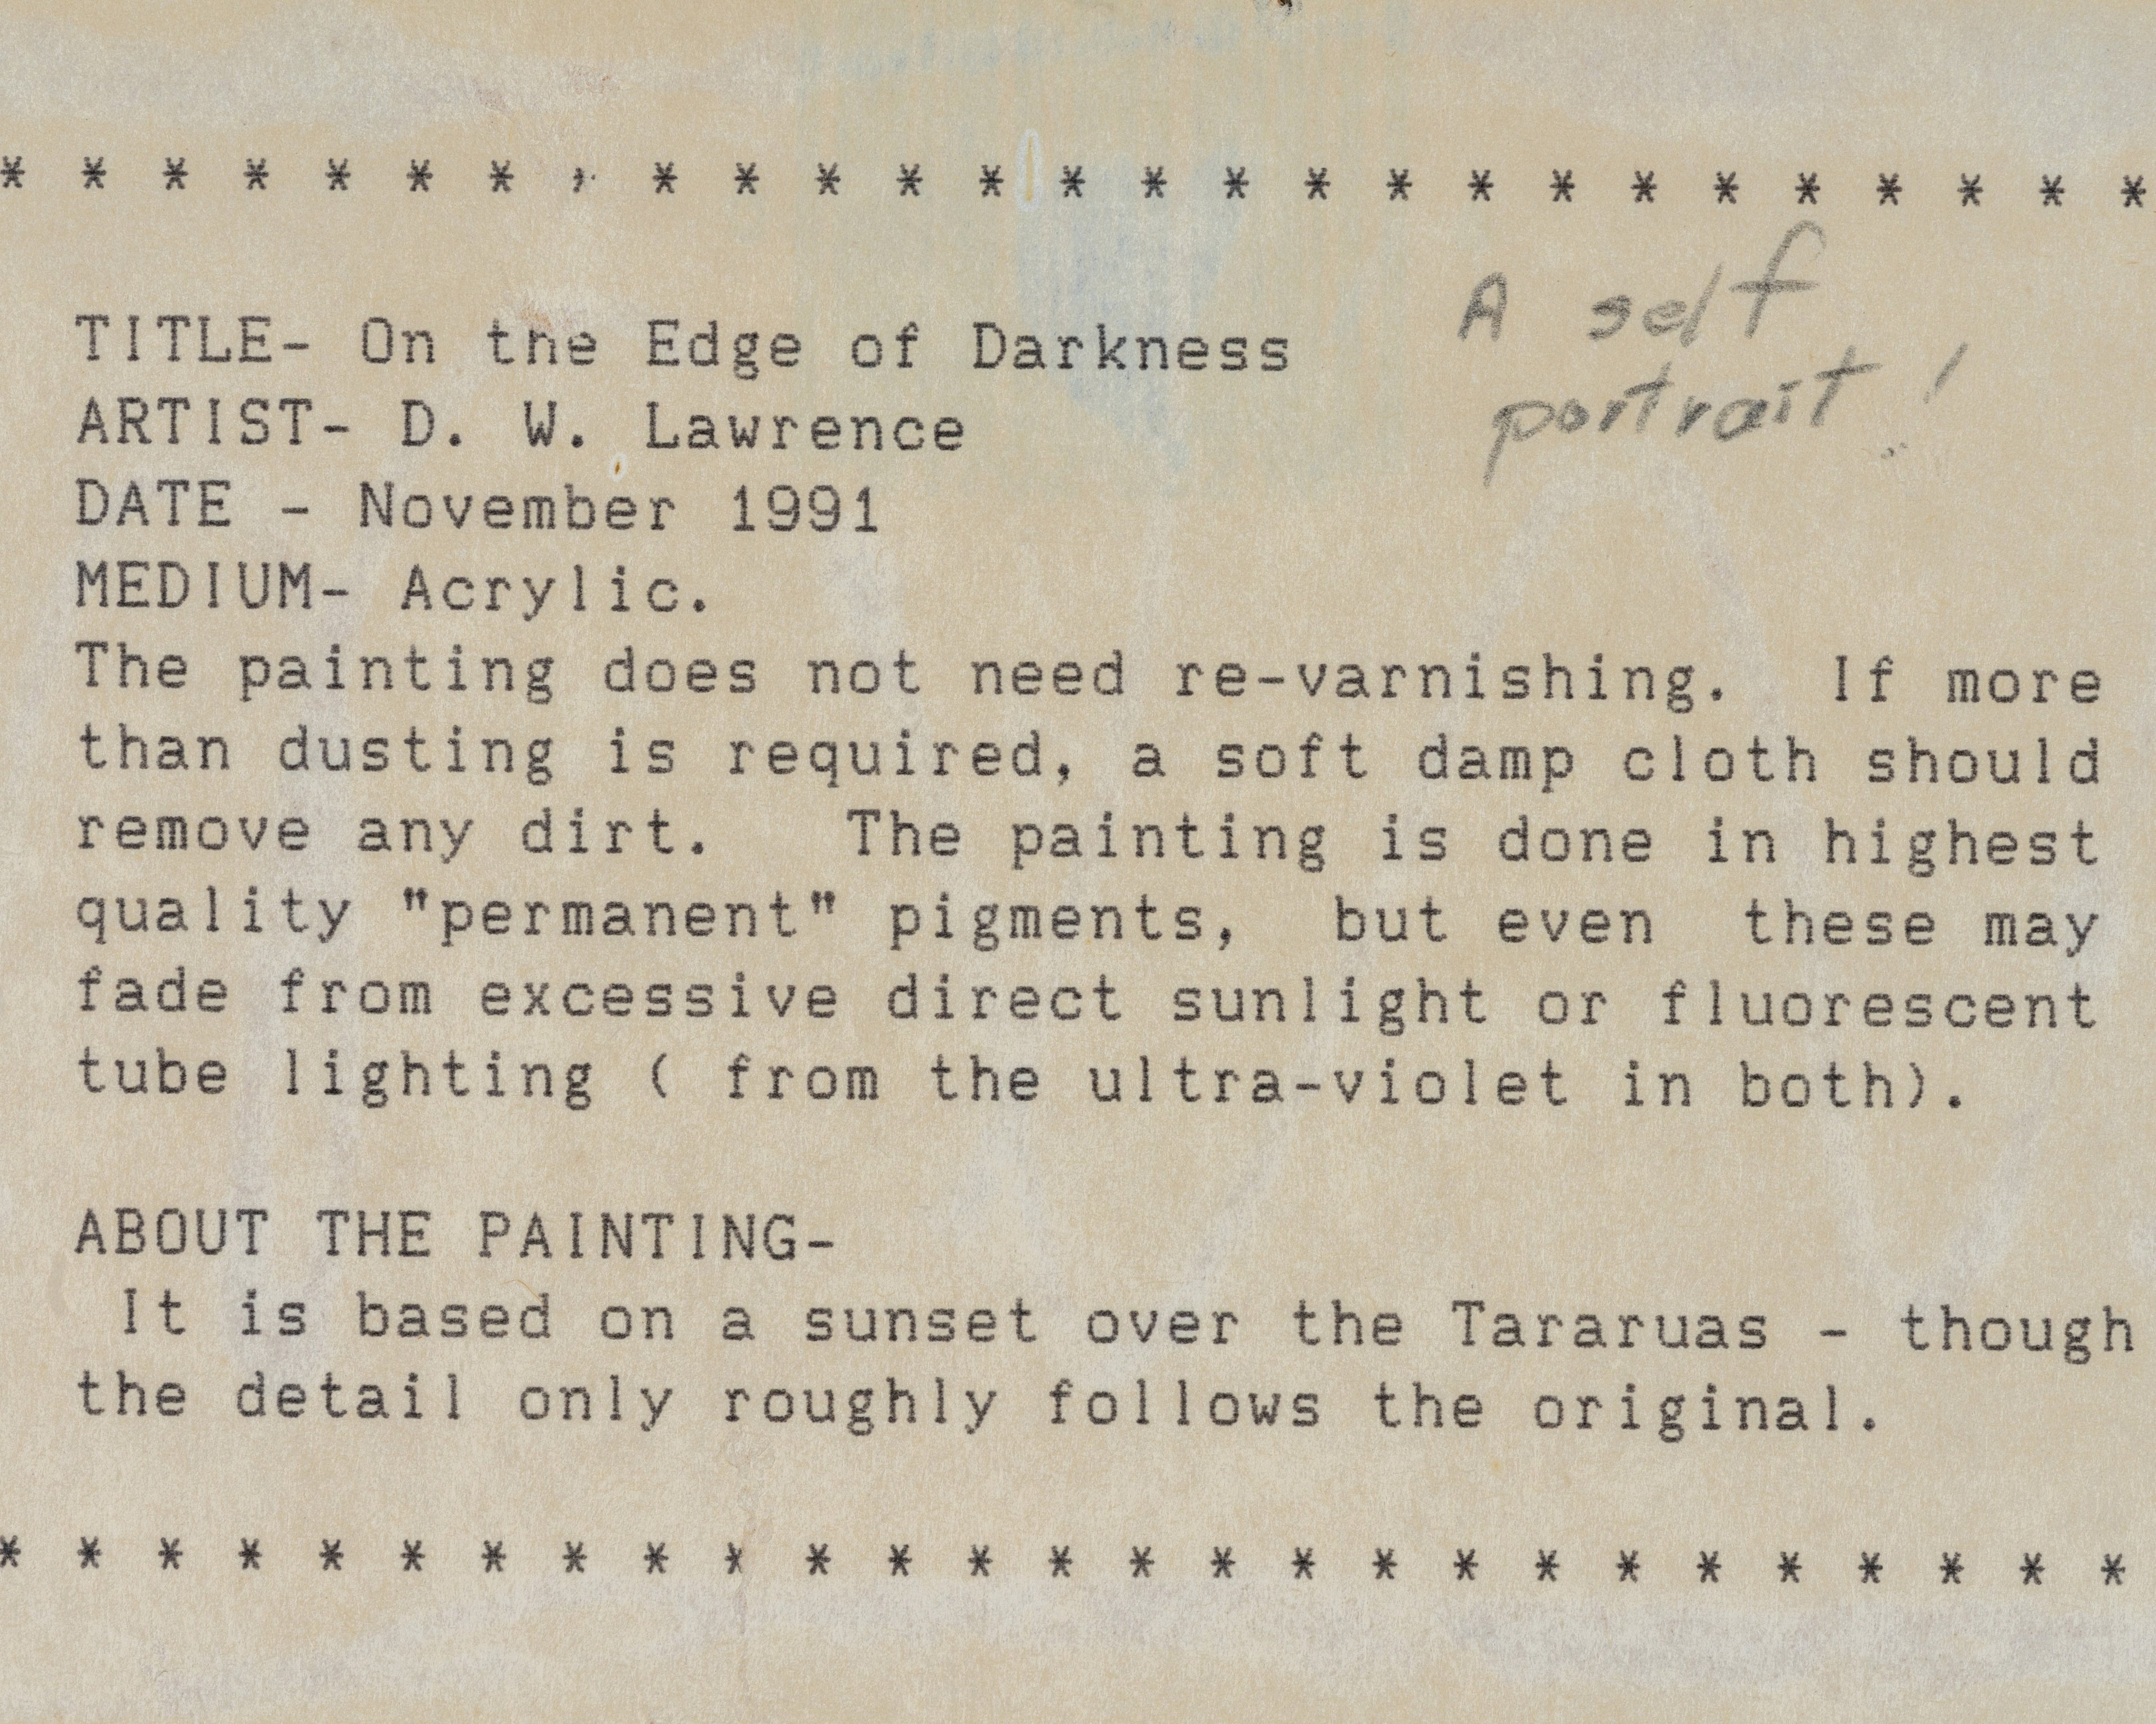 * * * * * * * * * * * * * * * * * * * * * * * * * * *
A self
portrait!
TITLE- On the Edge of Darkness
ARTIST- D. W. Lawrence
DATE - November 1991
MEDIUM- Acrylic.
The painting does not need re-varnishing.  If more
than dusting is required, a soft damp cloth should
remove any dirt.   The painting is done in highest
quality "permanent" pigments,  but even  these may
fade from excessive direct sunlight or fluorescent
tube lighting ( from the ultra-violet in both).
ABOUT THE PAINTING-
 It is based on a sunset over the Tararuas - though
the detail only roughly follows the original.
* * * * * * * * * * * * * * * * * * * * * * * * * * *